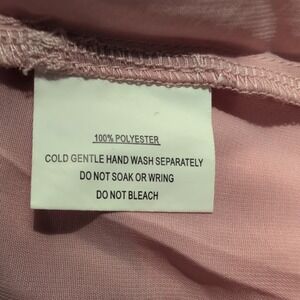 100% POLYESTER
COLD GENTLE HAND WASH SEPARATELY
DO NOT SOAK OR WRING
DO NOT BLEACH